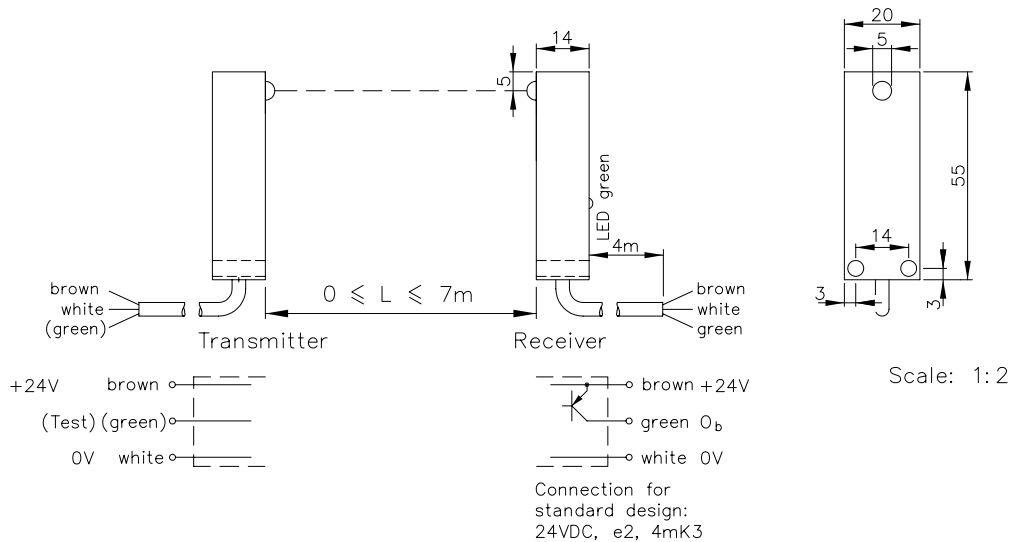 20
14
5
5
LED green
55
4m
14
brown
white
(green)
0 ≤ L ≤ 7m
brown
white
green
3
3
Transmitter
Receiver
Scale: 1:2
+24V brown
(Test) (green)
0V white
brown +24V
green Ob
white 0V
Connection for
standard design:
24VDC, e2, 4mK3